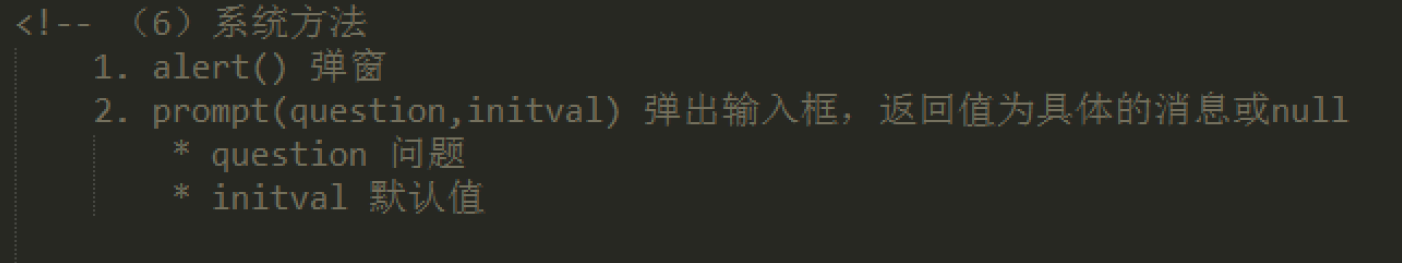 <!-- （6）系统方法
1. alert() 弹窗
2. prompt(question,initval) 弹出输入框，返回值为具体的消息或null
* question 问题
* initval 默认值